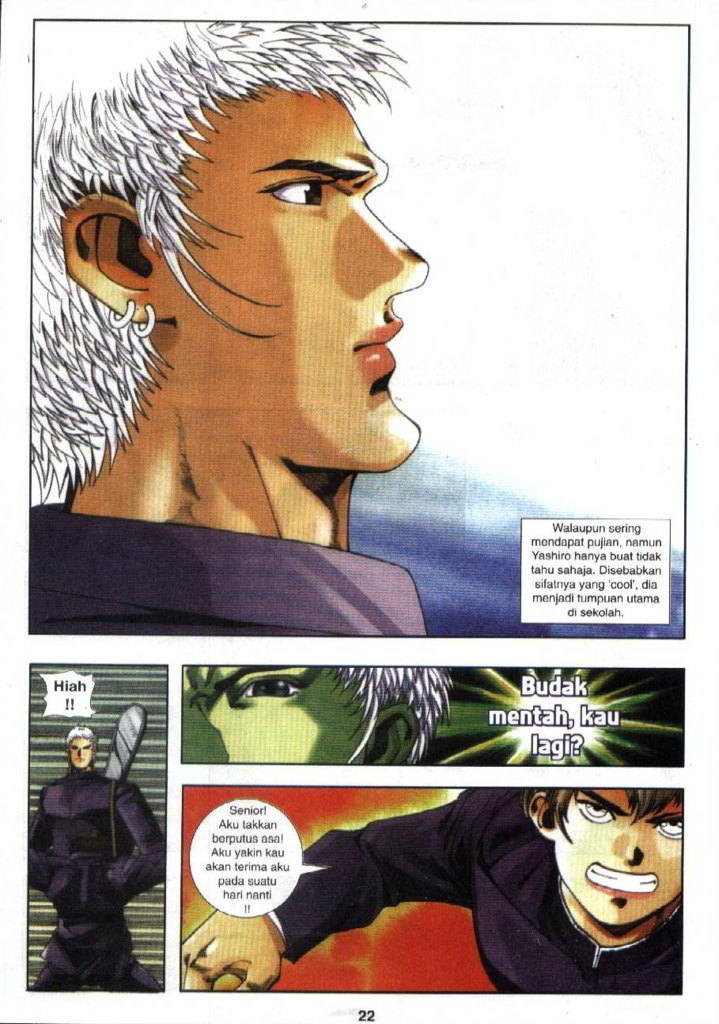 Walaupun sering
mendapat pujian, namun
Yashiro hanya buat tidak
tahu sahaja. Disebabkan
sifatnya yang 'cool', dia
menjadi tumpuan utama
di sekolah.
Hiah
!!
Budak
mentah, kau
lagi?
Senior!
Aku takkan
berputus asa!
Aku yakin kau
akan terima aku
pada suatu
hari nanti
!!
22